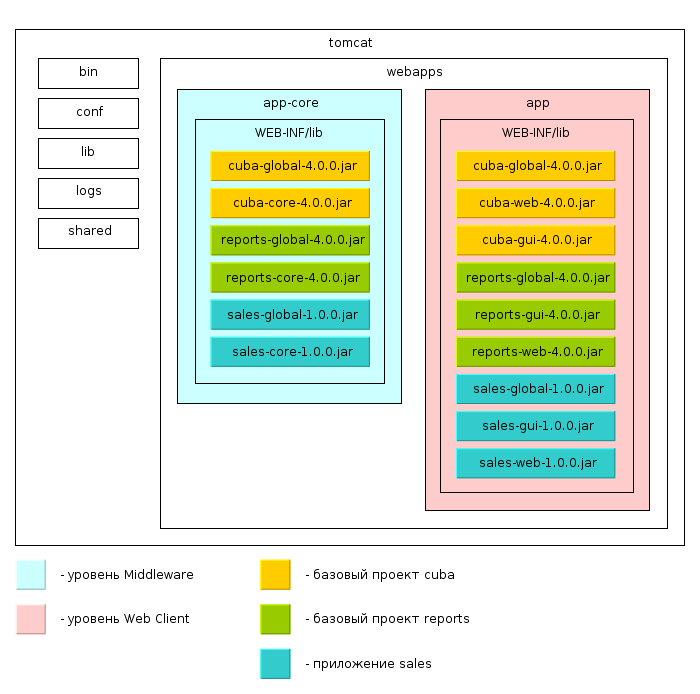 tomcat
bin
conf
lib
logs
shared
webapps
app-core
WEB-INF/lib
cuba-global-4.0.0.jar
cuba-core-4.0.0.jar
reports-global-4.0.0.jar
reports-core-4.0.0.jar
sales-global-1.0.0.jar
sales-core-1.0.0.jar
app
WEB-INF/lib
cuba-global-4.0.0.jar
cuba-web-4.0.0.jar
cuba-gui-4.0.0.jar
reports-global-4.0.0.jar
reports-gui-4.0.0.jar
reports-web-4.0.0.jar
sales-global-1.0.0.jar
sales-gui-1.0.0.jar
sales-web-1.0.0.jar
- уровень Middleware
- уровень Web Client
- базовый проект cuba
- базовый проект reports
- приложение sales